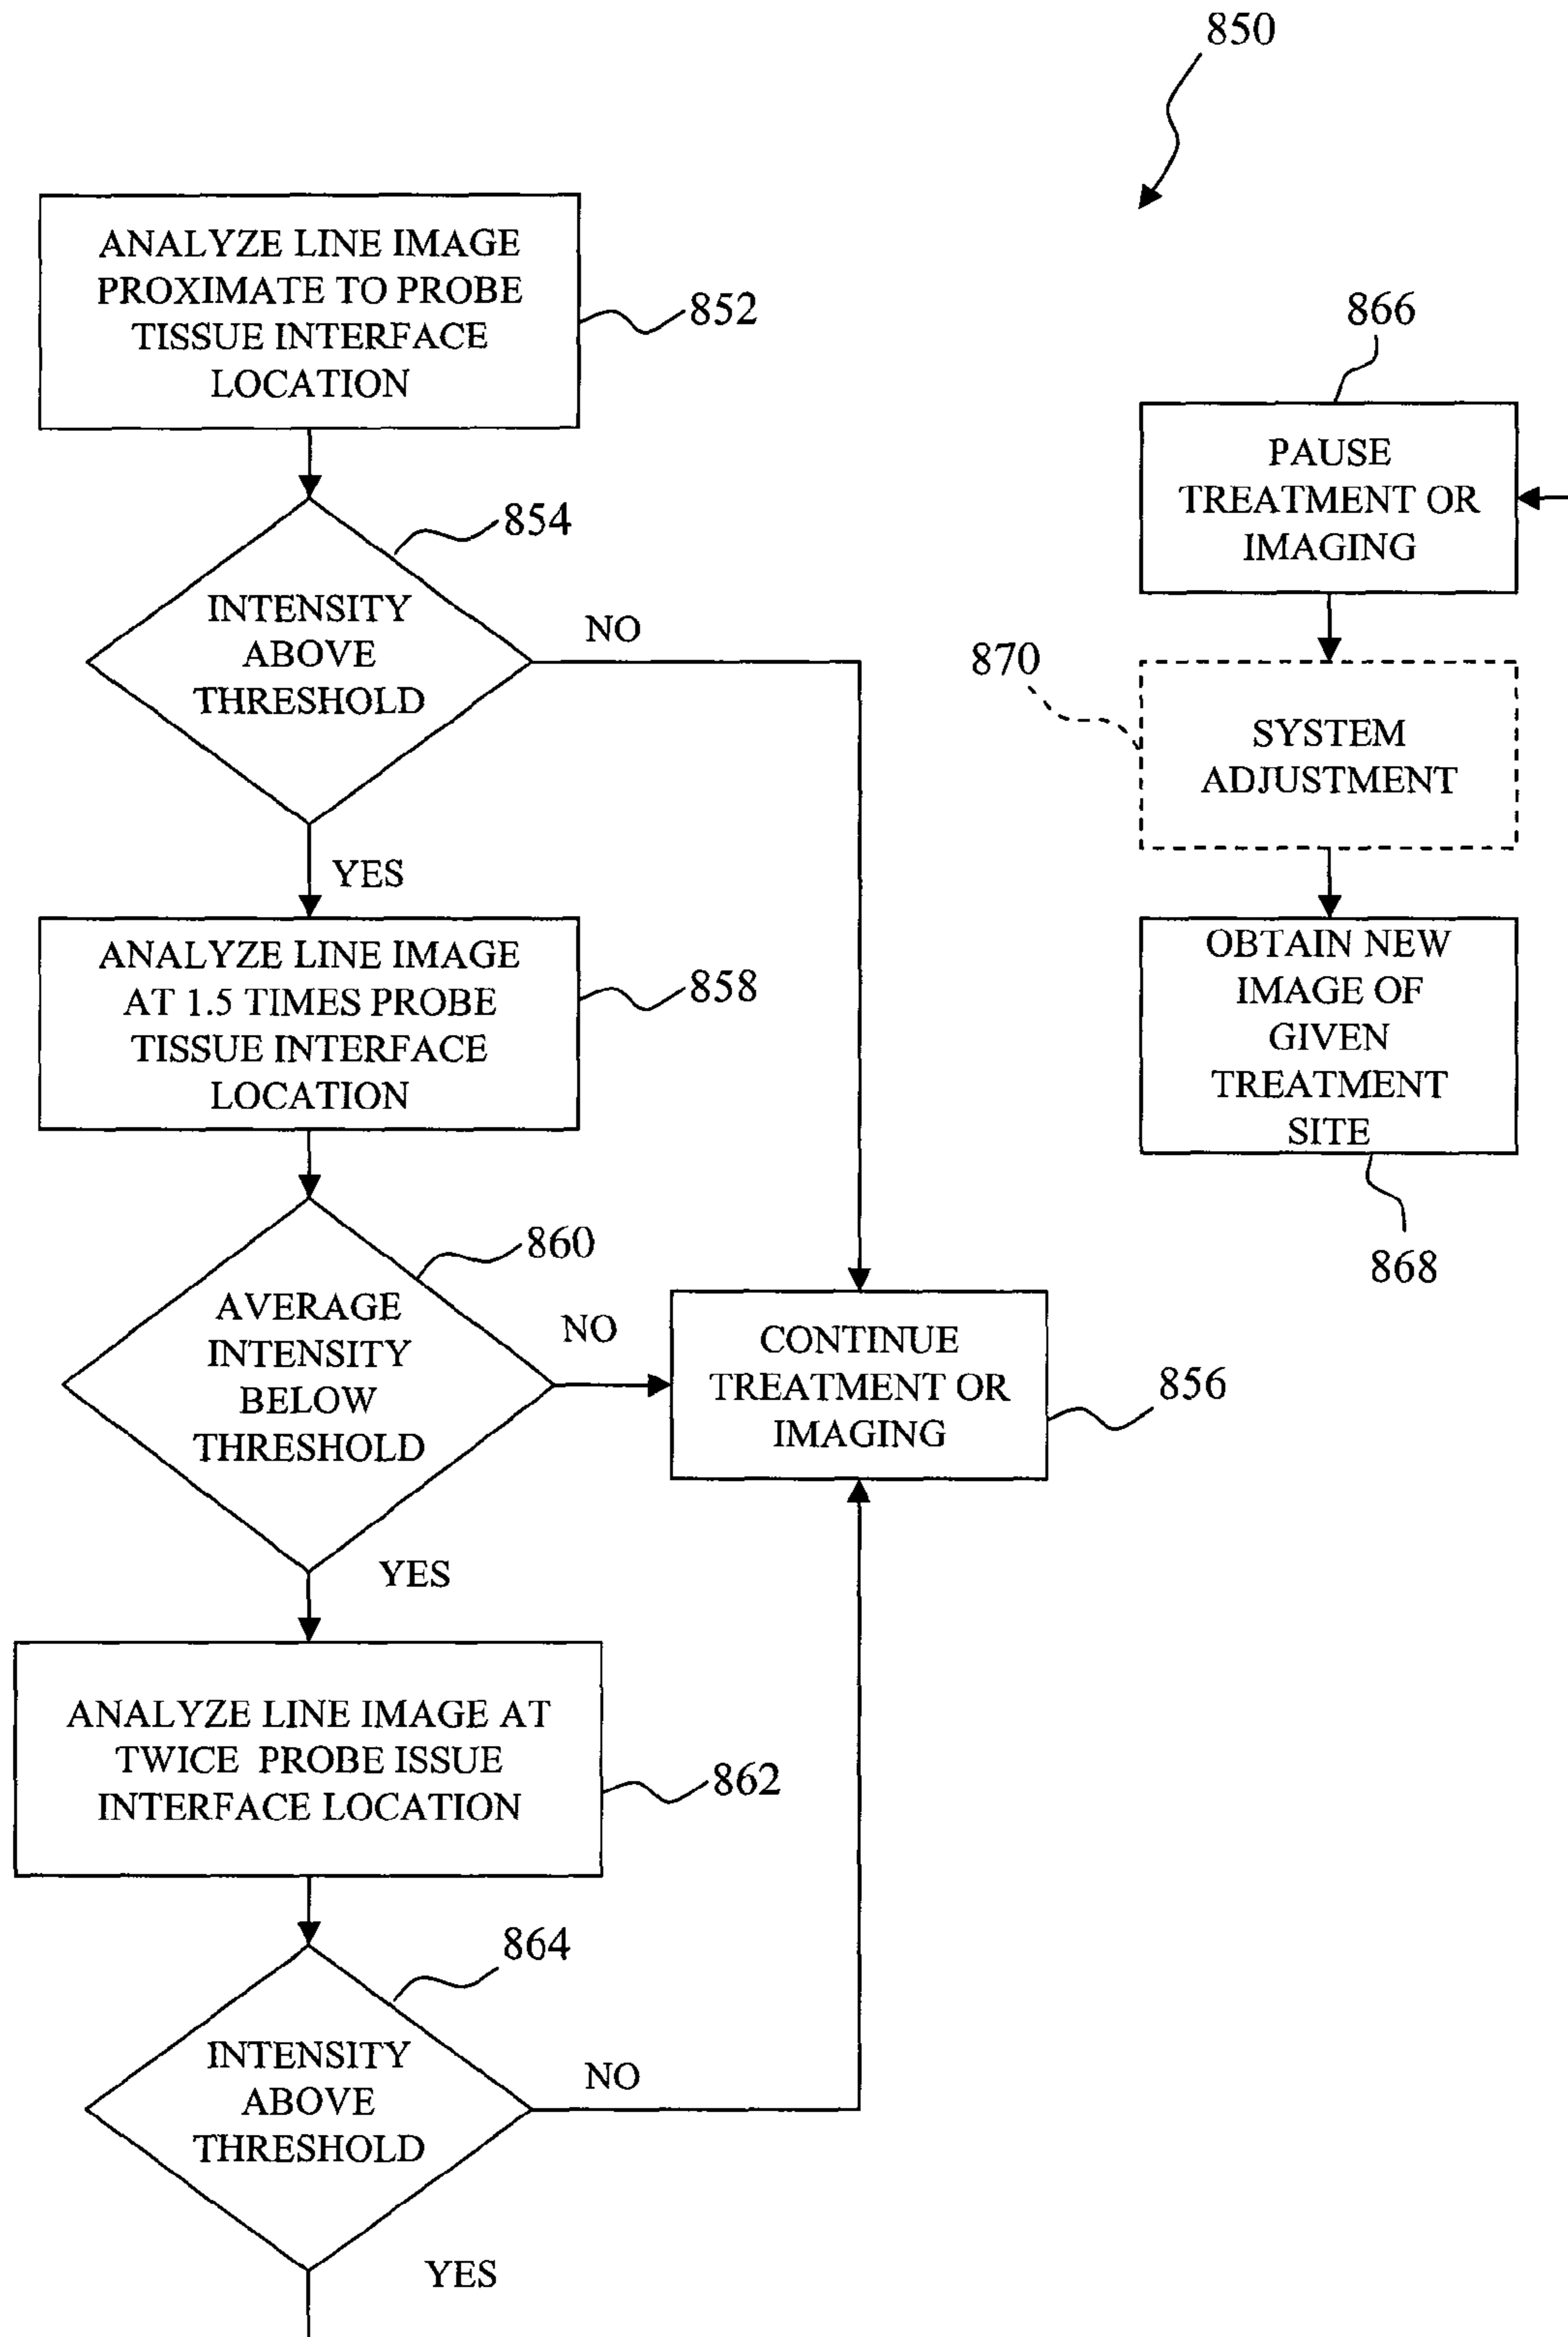 850
ANALYZE LINE IMAGE
PROXIMATE TO PROBE
TISSUE INTERFACE
LOCATION
852
854
INTENSITY
ABOVE
THRESHOLD
NO
YES
ANALYZE LINE IMAGE
AT 1.5 TIMES PROBE
TISSUE INTERFACE
LOCATION
858
860
AVERAGE
INTENSITY
BELOW
THRESHOLD
NO
YES
CONTINUE
TREATMENT OR
IMAGING
856
ANALYZE LINE IMAGE AT
TWICE PROBE ISSUE
INTERFACE LOCATION
862
864
INTENSITY
ABOVE
THRESHOLD
NO
YES
866
PAUSE
TREATMENT OR
IMAGING
870
SYSTEM
ADJUSTMENT
OBTAIN NEW
IMAGE OF
GIVEN
TREATMENT
SITE
868